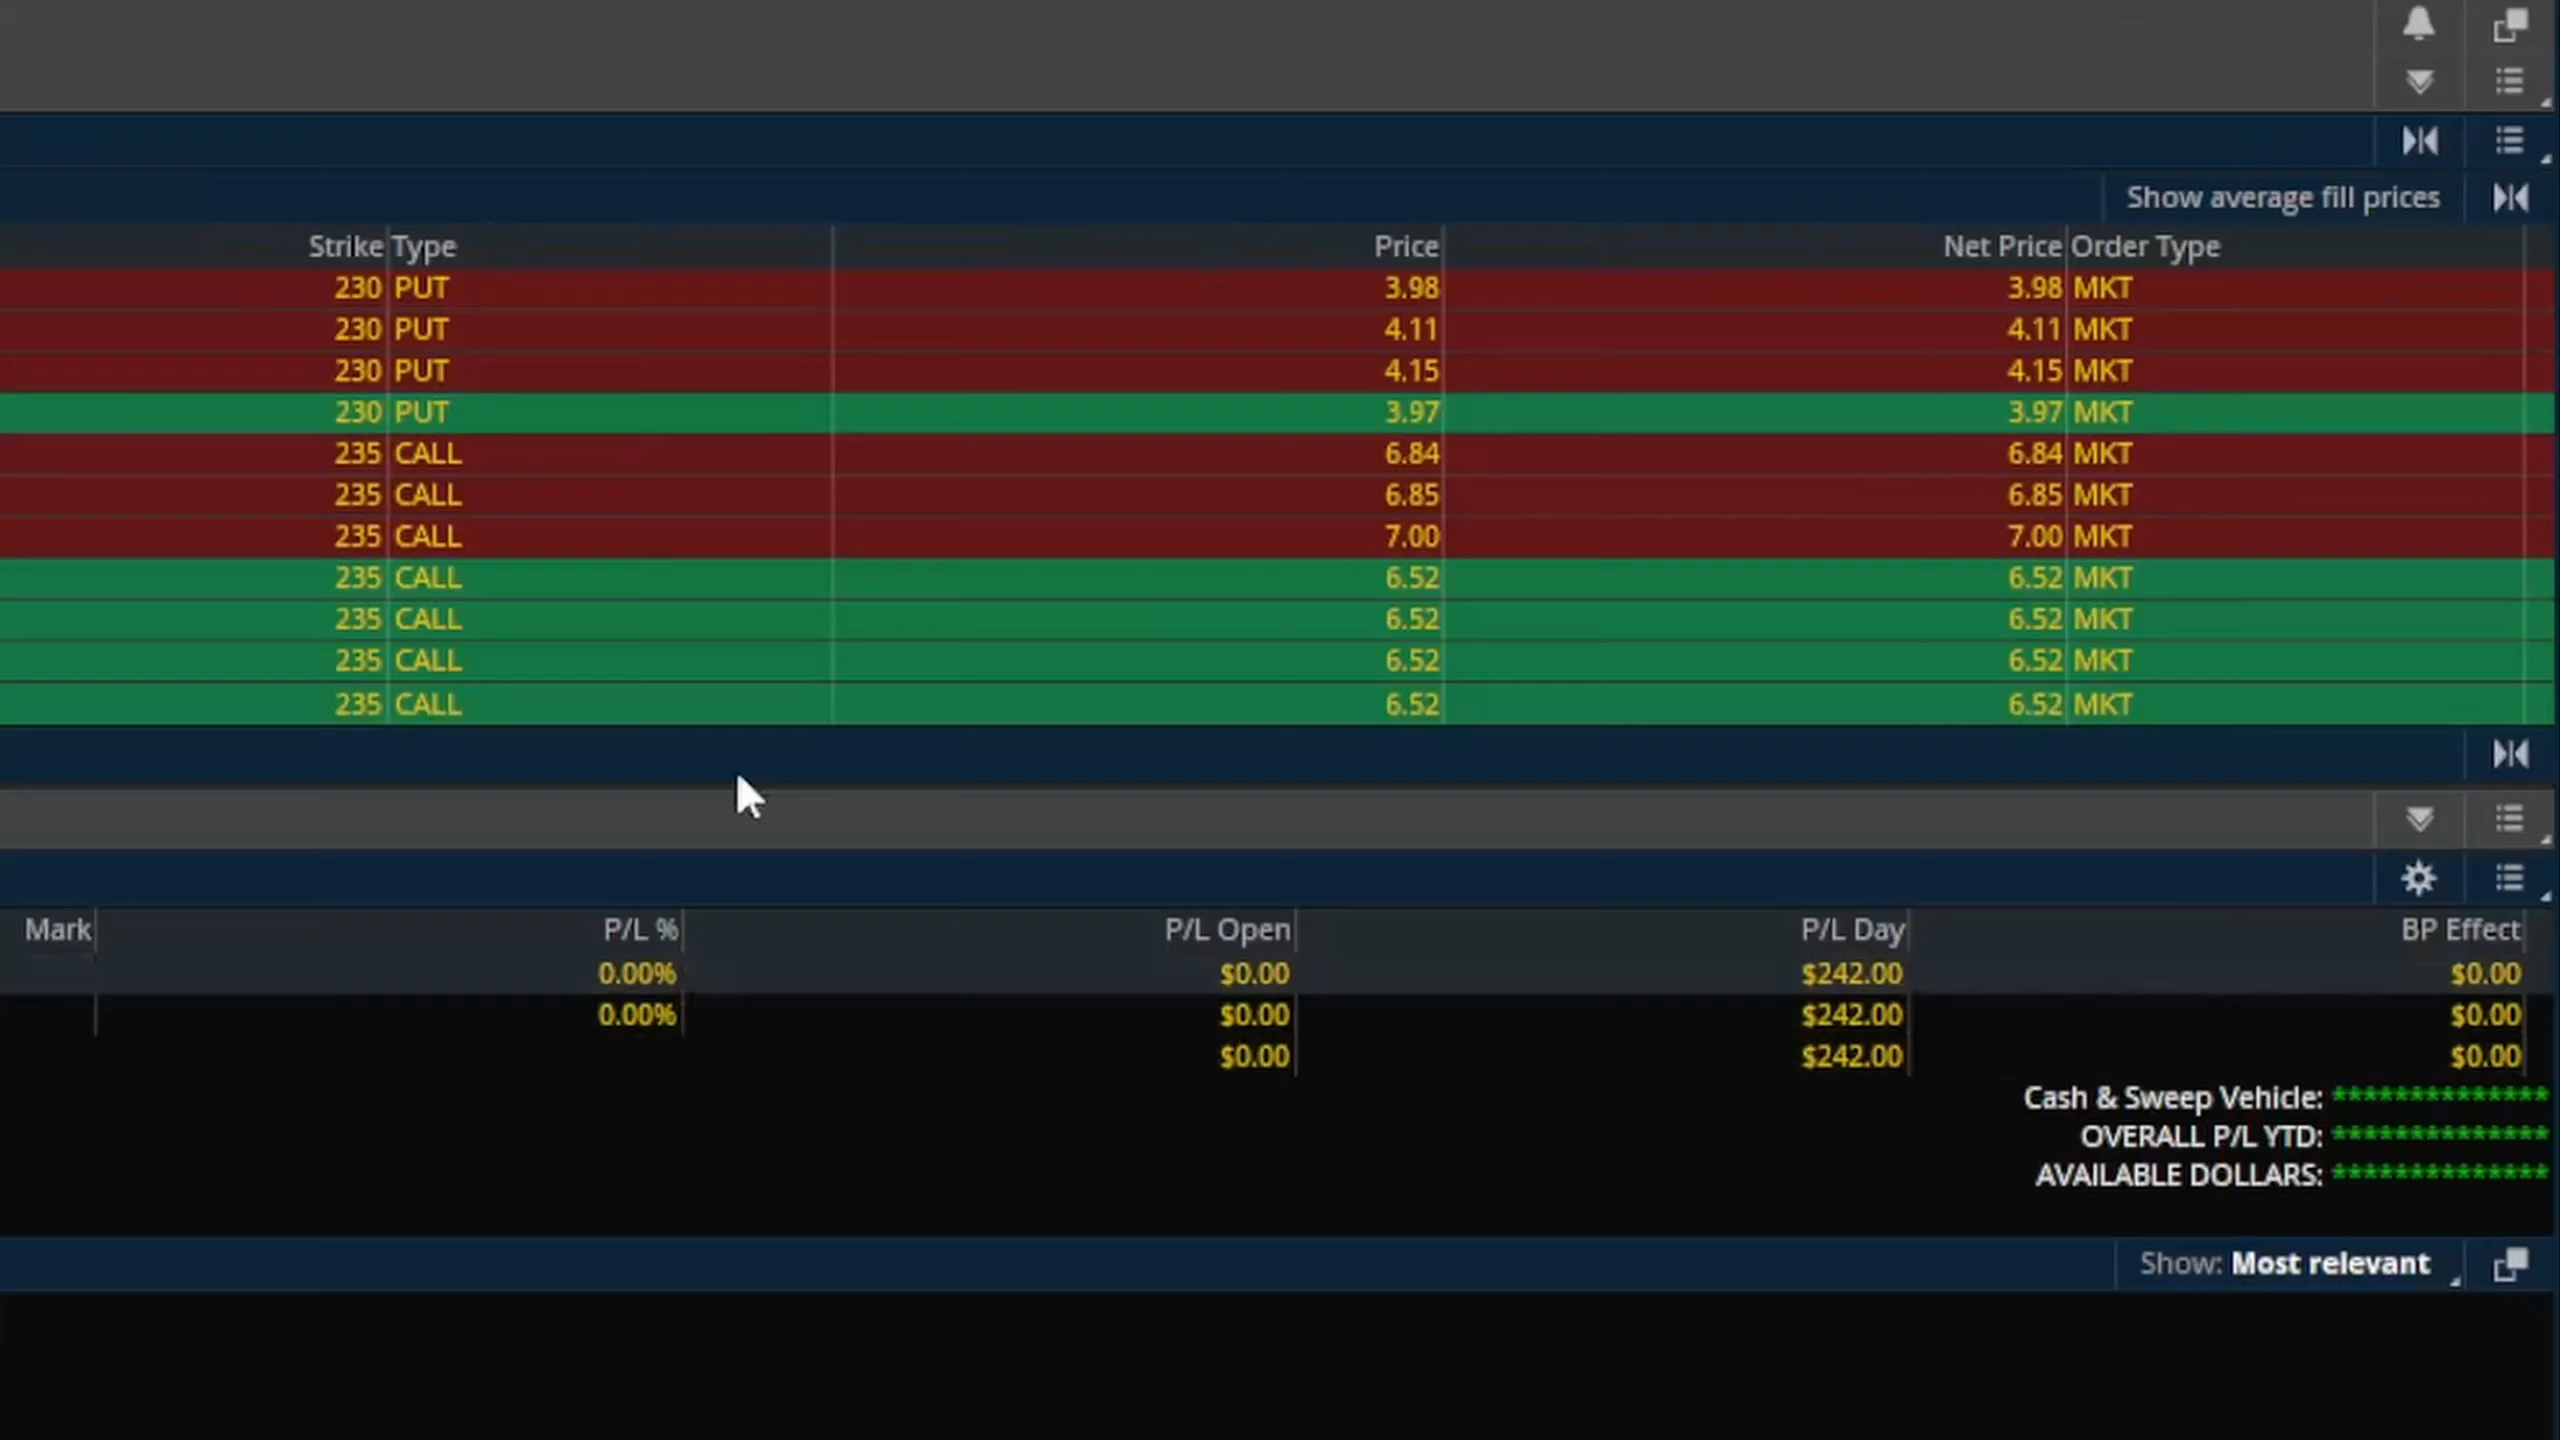 Show average fill prices
Strike Type Price Net Price Order Type
230 PUT 3.98 3.98 MKT
230 PUT 4.11 4.11 MKT
230 PUT 4.15 4.15 MKT
230 PUT 3.97 3.97 MKT
235 CALL 6.84 6.84 MKT
235 CALL 6.85 6.85 MKT
235 CALL 7.00 7.00 MKT
235 CALL 6.52 6.52 MKT
235 CALL 6.52 6.52 MKT
235 CALL 6.52 6.52 MKT
235 CALL 6.52 6.52 MKT
Mark P/L % P/L Open P/L Day BP Effect
0.00% $0.00 $242.00 $0.00
0.00% $0.00 $242.00 $0.00
$0.00 $242.00 $0.00
Cash & Sweep Vehicle: **************
OVERALL P/L YTD: **************
AVAILABLE DOLLARS: **************
Show: Most relevant